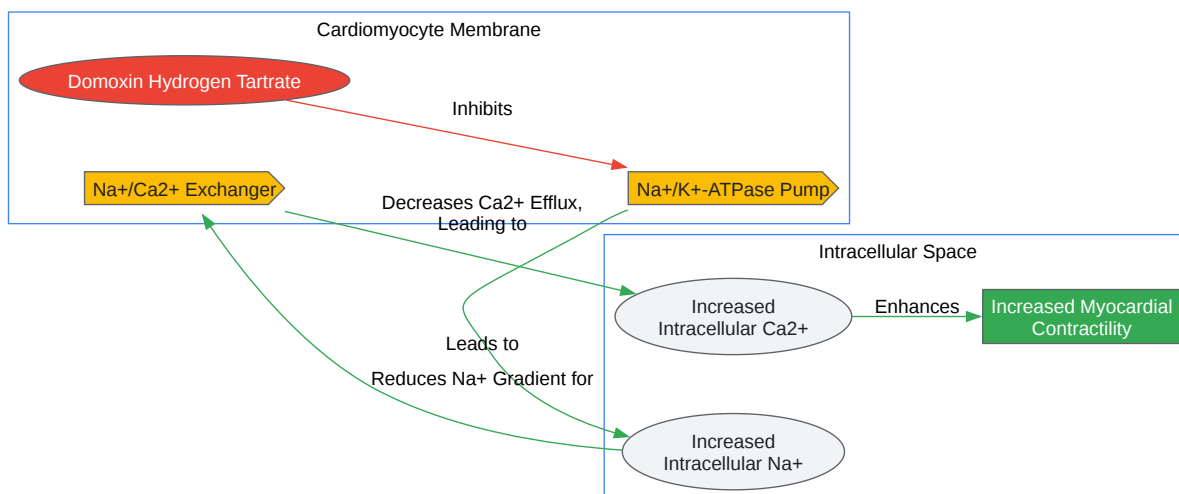 Cardiomyocyte Membrane
Domoxin Hydrogen Tartrate
Inhibits
Na+/Ca2+ Exchanger
Na+/K+-ATPase Pump
Decreases Ca2+ Efflux,
Leading to
Intracellular Space
Increased
Intracellular Ca2+
Enhances
Increased Myocardial
Contractility
Leads to
Reduces Na+ Gradient for
Increased
Intracellular Na+